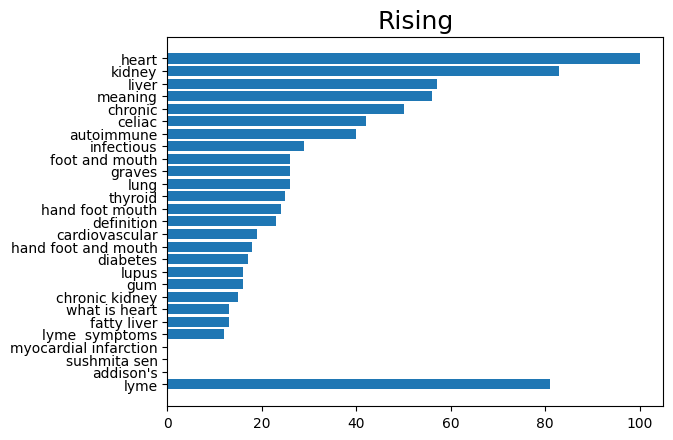 Rising
heart
kidney
liver
meaning
chronic
celiac
autoimmune
infectious
foot and mouth
graves
lung
thyroid
hand foot mouth
definition
cardiovascular
hand foot and mouth
diabetes
lupus
gum
chronic kidney
what is heart
fatty liver
lyme  symptoms
myocardial infarction
sushmita sen
addison's
lyme
0 20 40 60 80 100